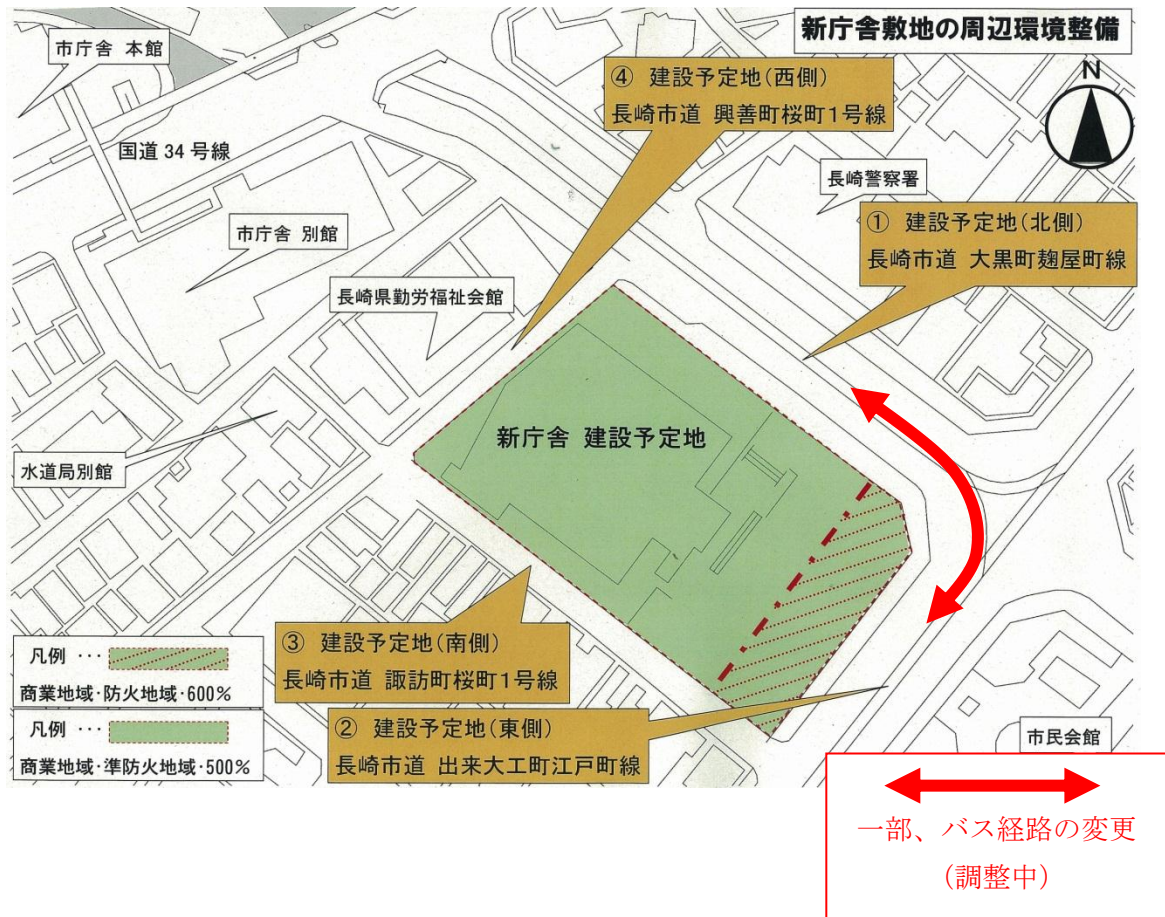 新庁舎敷地の周辺環境整備
市庁舎 本館
④ 建設予定地(西側)
長崎市道 興善町桜町1号線
N
国道34号線
長崎警察署
市庁舎 別館
① 建設予定地(北側)
長崎市道 大黒町麹屋町線
長崎県勤労福祉会館
新庁舎 建設予定地
水道局別館
③ 建設予定地(南側)
長崎市道 諏訪町桜町1号線
② 建設予定地(東側)
長崎市道 出来大工町江戸町線
凡例 ・・・
商業地域・防火地域・600%
凡例 ・・・
商業地域・準防火地域・500%
市民会館
一部、バス経路の変更
(調整中)